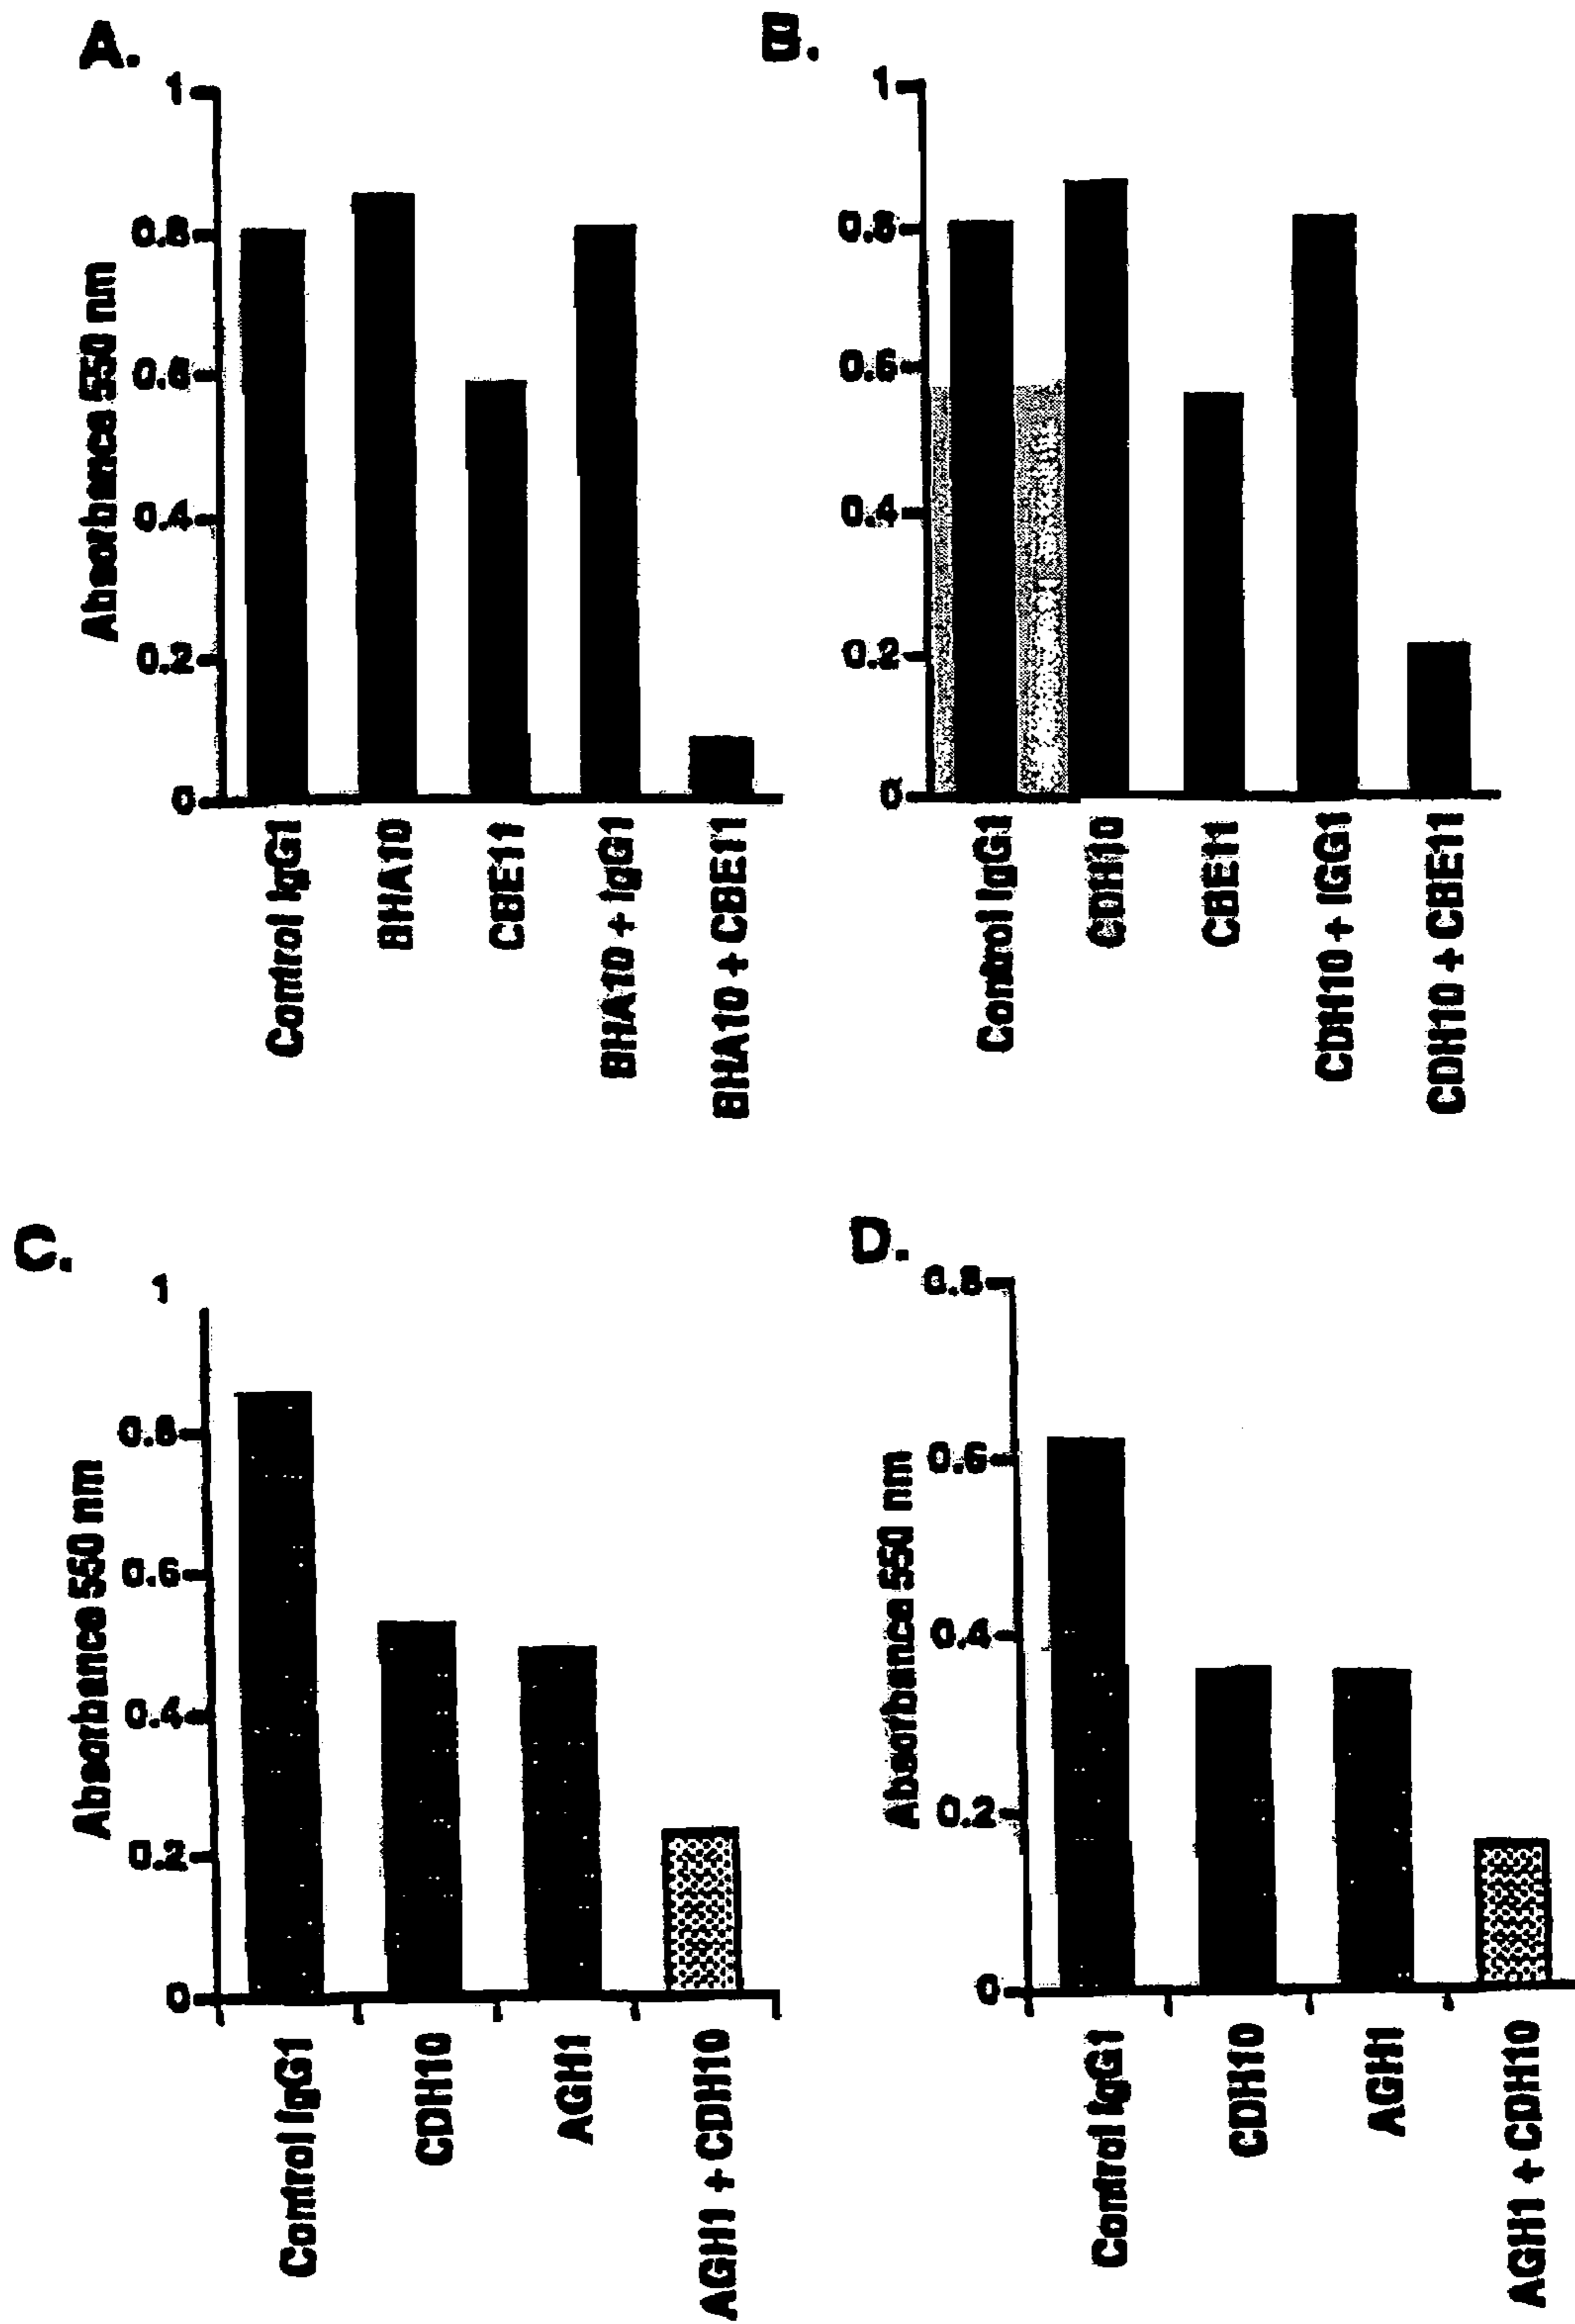 A.
1
0.8
0.6
0.4
0.2
0
Absorbance 550 nm
Control IgG1
BHA10
CBE11
BHA10 + IgG1
BHA10 + CBE11
B.
1
0.8
0.6
0.4
0.2
0
Control IgG1
CDH10
CBE11
CDH10 + IGG1
CDH10 + CBE11
C.
1
0.8
0.6
0.4
0.2
0
Absorbance 550 nm
Control IgG1
CDH10
AGH1
AGH1 + CDH10
D.
0.8
0.6
0.4
0.2
0
Absorbance 550 nm
Control IgG1
CDH10
AGH1
AGH1 + CDH10